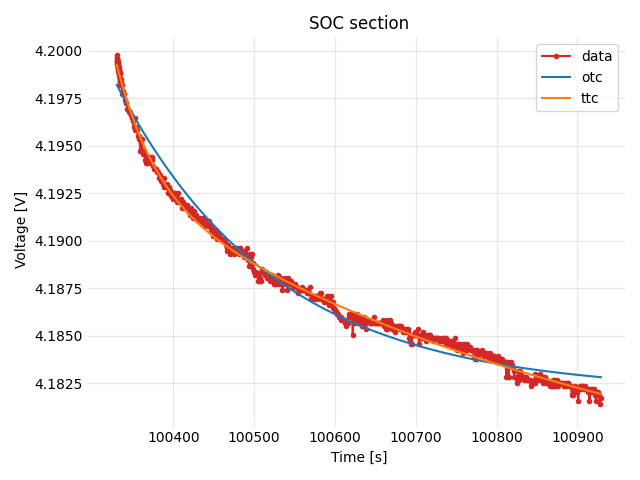 SOC section
4.2000
4.1975
4.1950
4.1925
4.1900
4.1875
4.1850
4.1825
Voltage [V]
data
otc
ttc
100400 100500 100600 100700 100800 100900
Time [s]